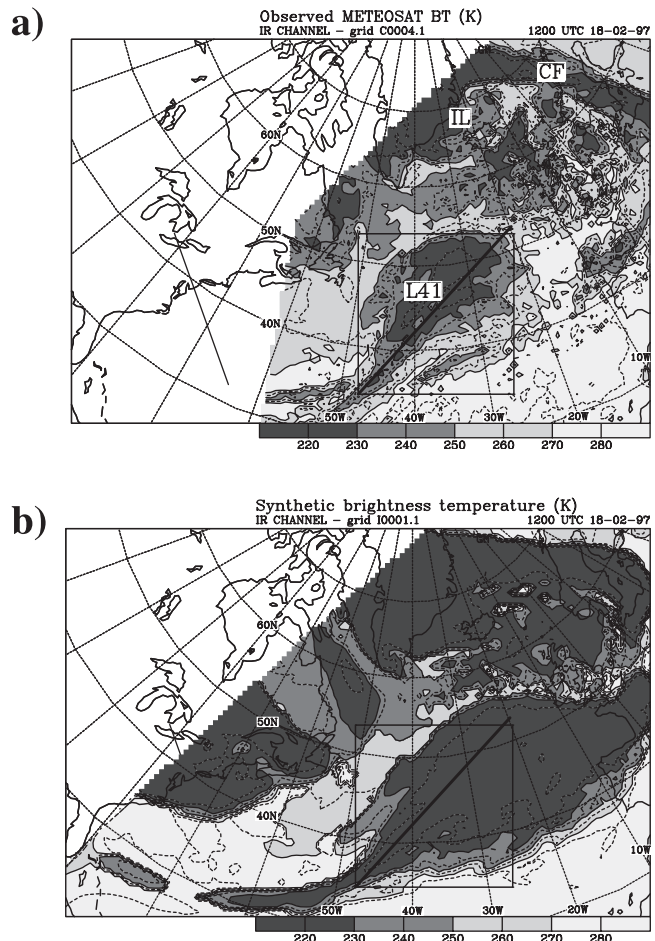 a)
Observed METEOSAT BT (K)
IR CHANNEL - grid C0004.1 1200 UTC 18-02-97
CF
IL
60N
50N
L41
40N
10W
50W 40W 30W 20W
220 230 240 250 260 270 280
b)
Synthetic brightness temperature (K)
IR CHANNEL - grid I0001.1 1200 UTC 18-02-97
60N
50N
40N
10W
50W 40W 30W 20W
220 230 240 250 260 270 280